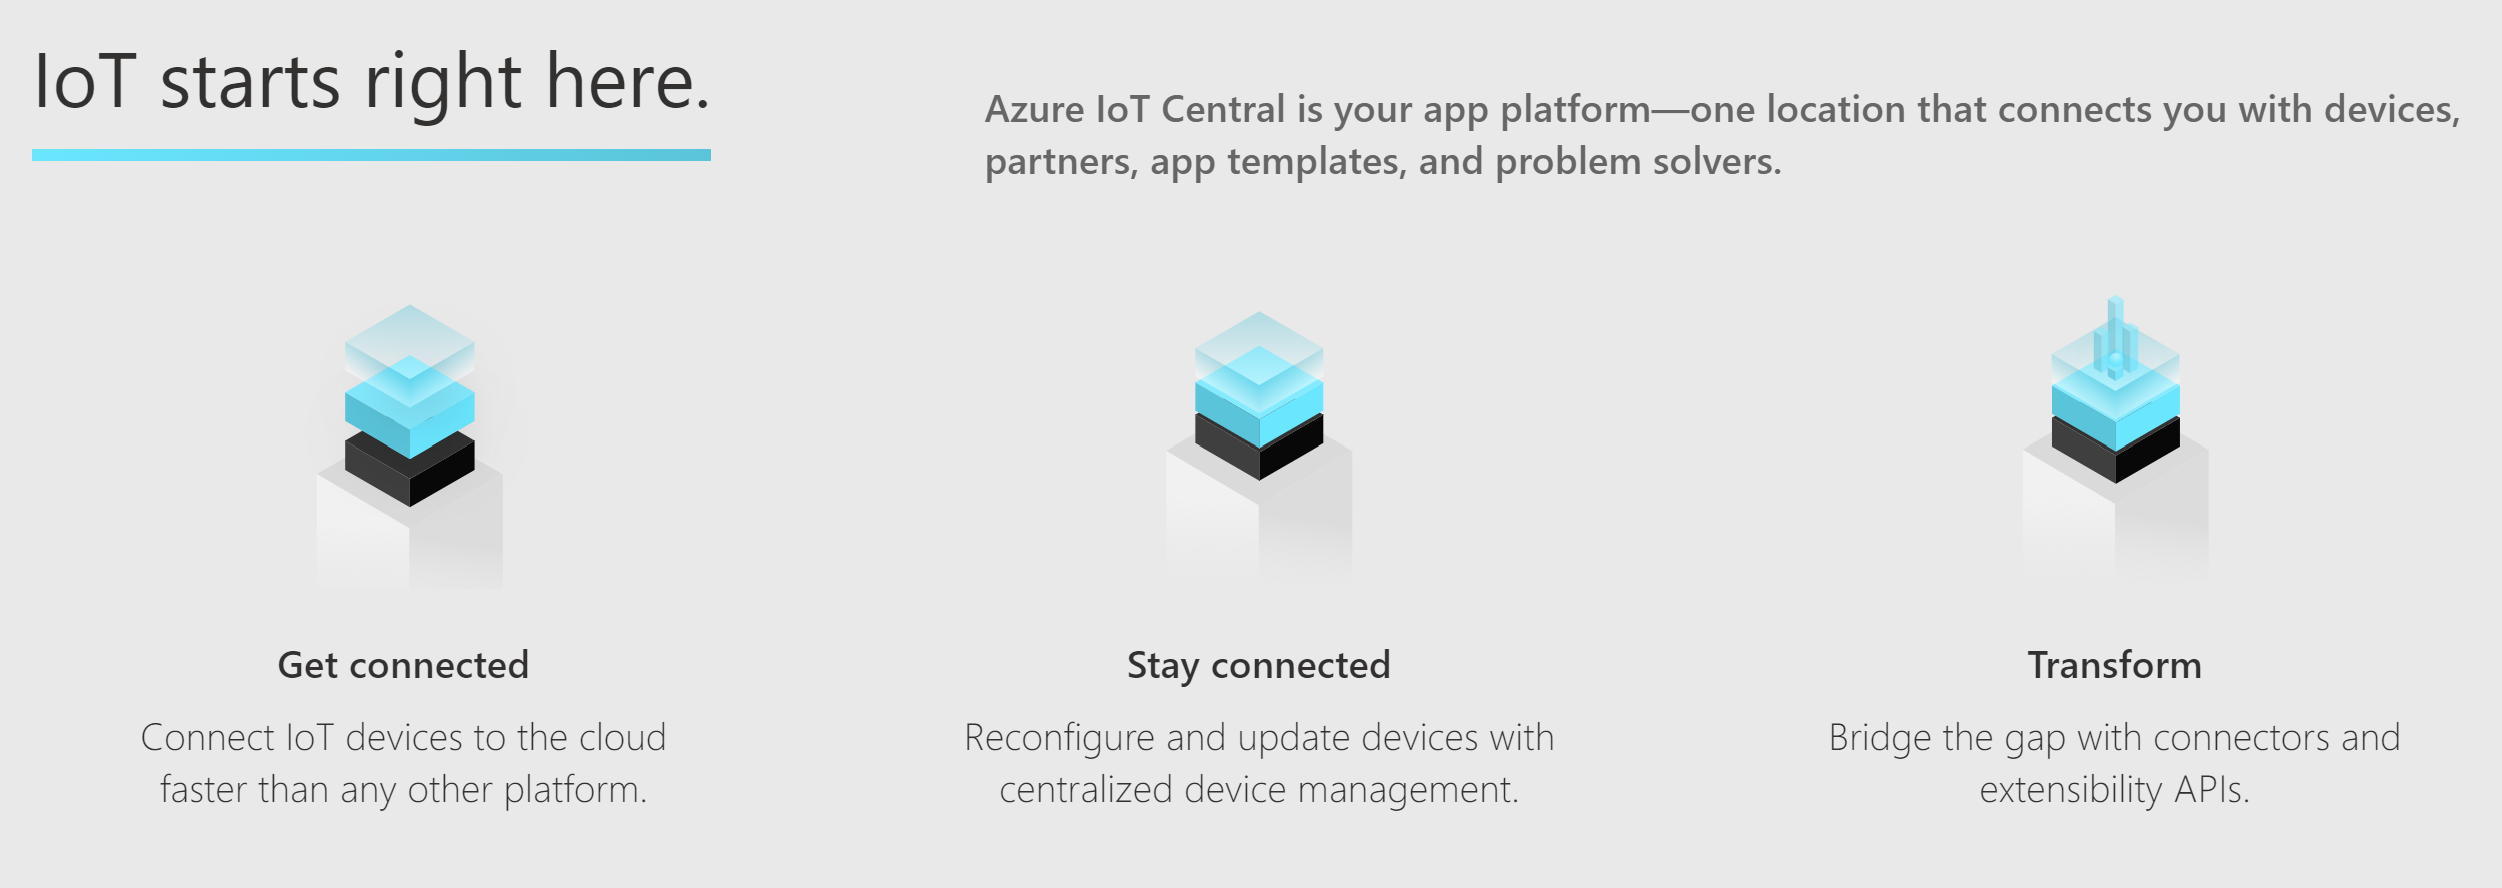 IoT starts right here.
Azure IoT Central is your app platform—one location that connects you with devices,
partners, app templates, and problem solvers.
Get connected
Connect IoT devices to the cloud
faster than any other platform.
Stay connected
Reconfigure and update devices with
centralized device management.
Transform
Bridge the gap with connectors and
extensibility APIs.